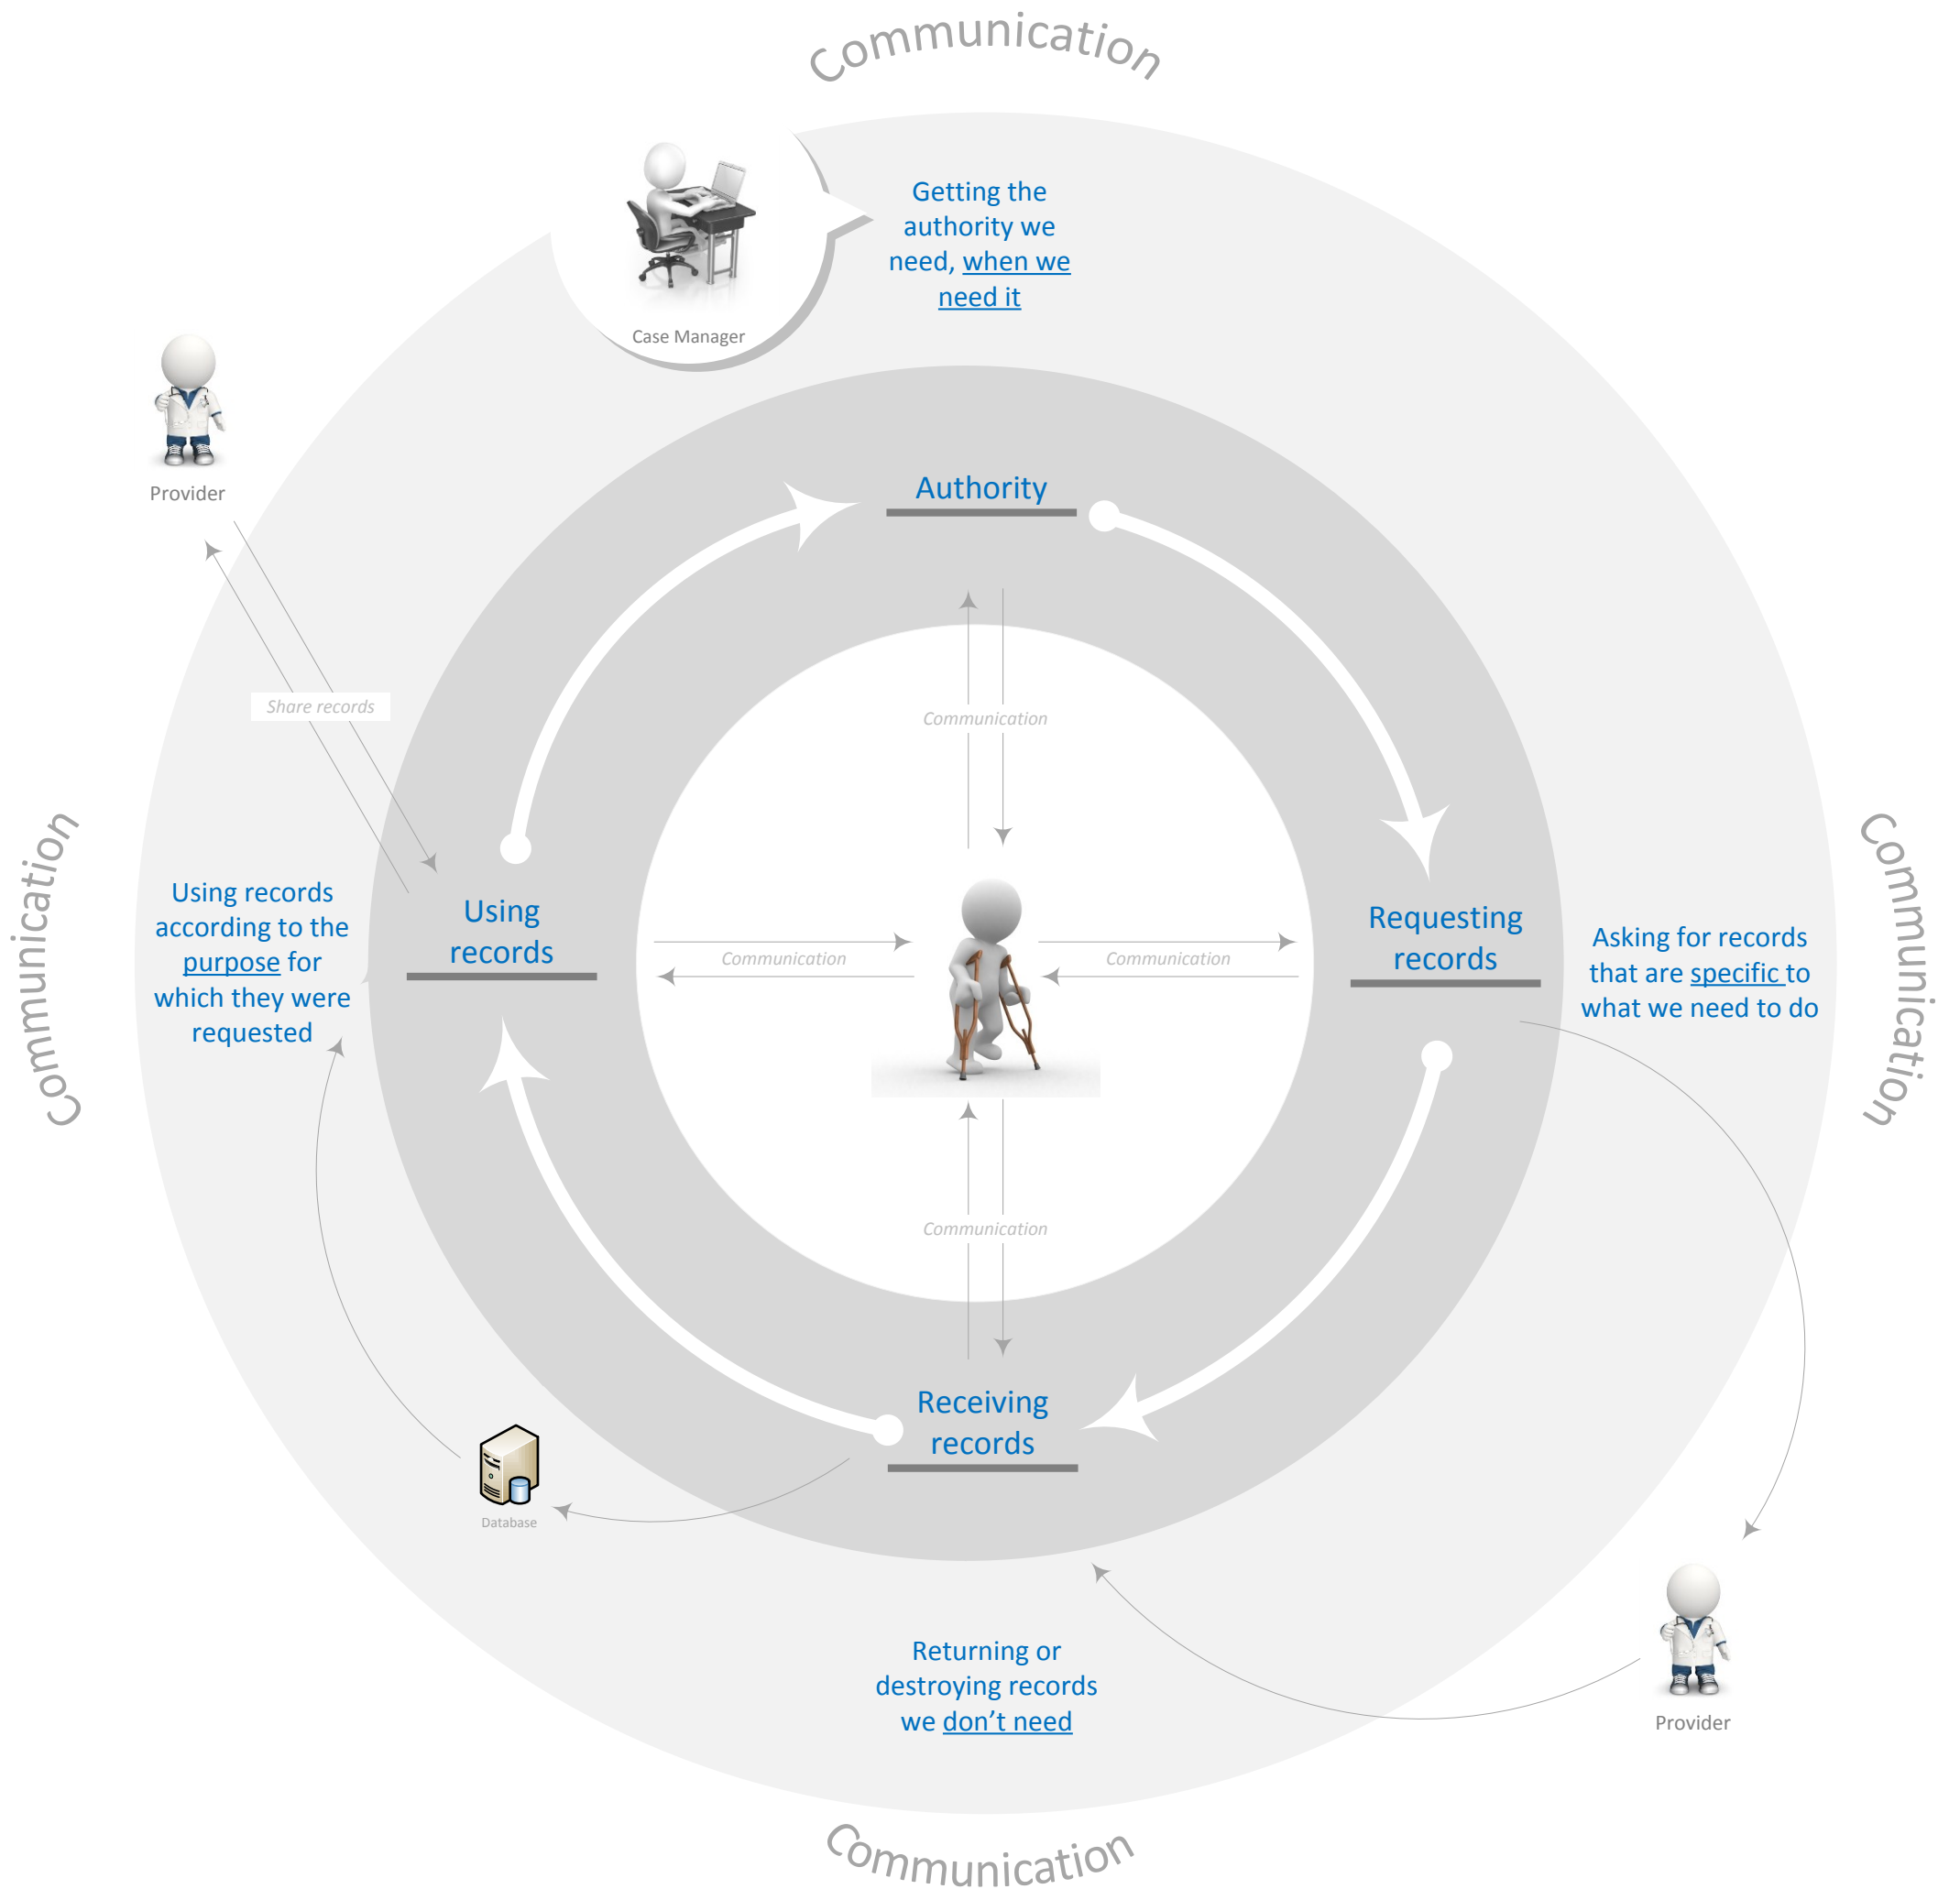 Communication
Getting the
authority we
need, when we
need it
Case Manager
Provider
Authority
Share records
Communication
Communication
Communication
Using records
according to the
purpose for
which they were
requested
Using
records
Communication
Communication
Requesting
records
Asking for records
that are specific to
what we need to do
Communication
Receiving
records
Database
Returning or
destroying records
we don't need
Provider
Communication